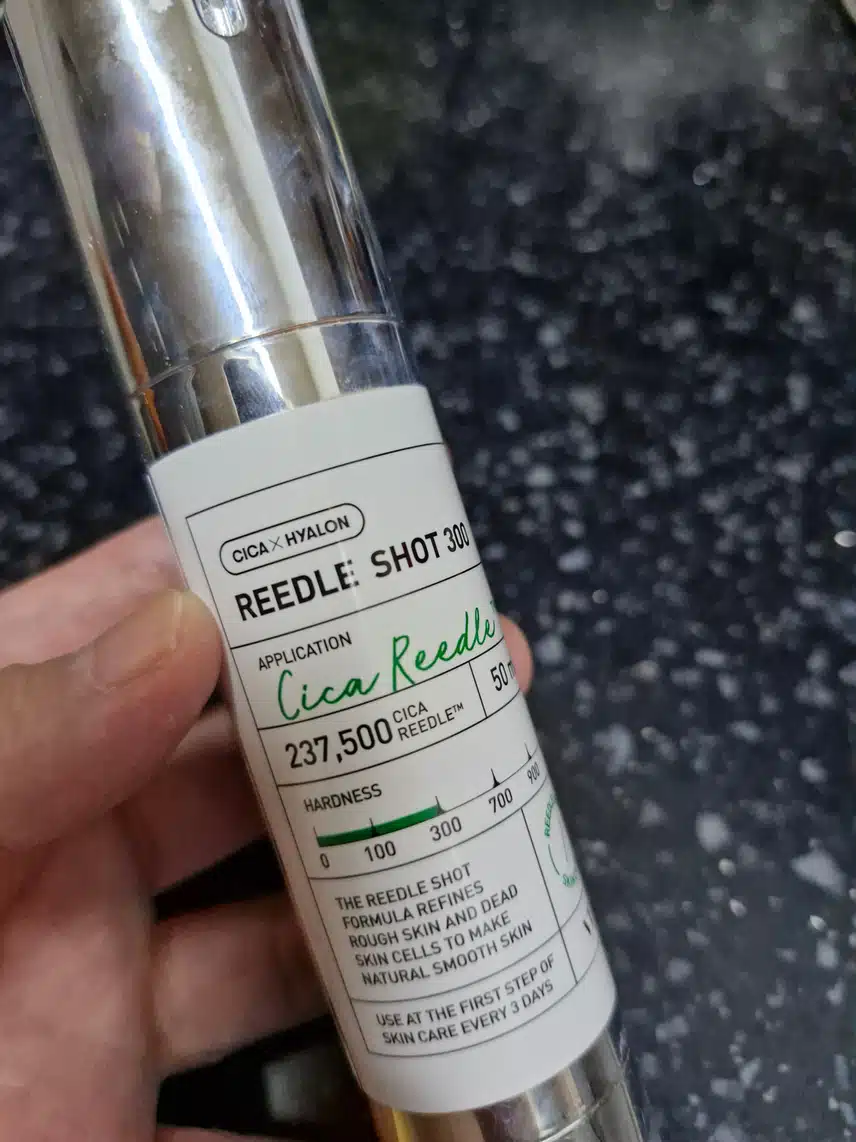 CICA×HYALON
REEDLE SHOT 300
APPLICATION
Cica Reedle
237,500 CICA REEDLE™
50
HARDNESS
0 100 300 700 900
THE REEDLE SHOT
FORMULA REFINES
ROUGH SKIN AND DEAD
SKIN CELLS TO MAKE
NATURAL SMOOTH SKIN
USE AT THE FIRST STEP OF
SKIN CARE EVERY 3 DAYS